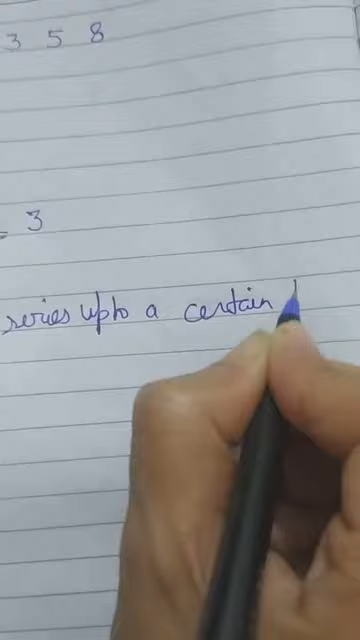 3 5 8
= 3
series upto a certain